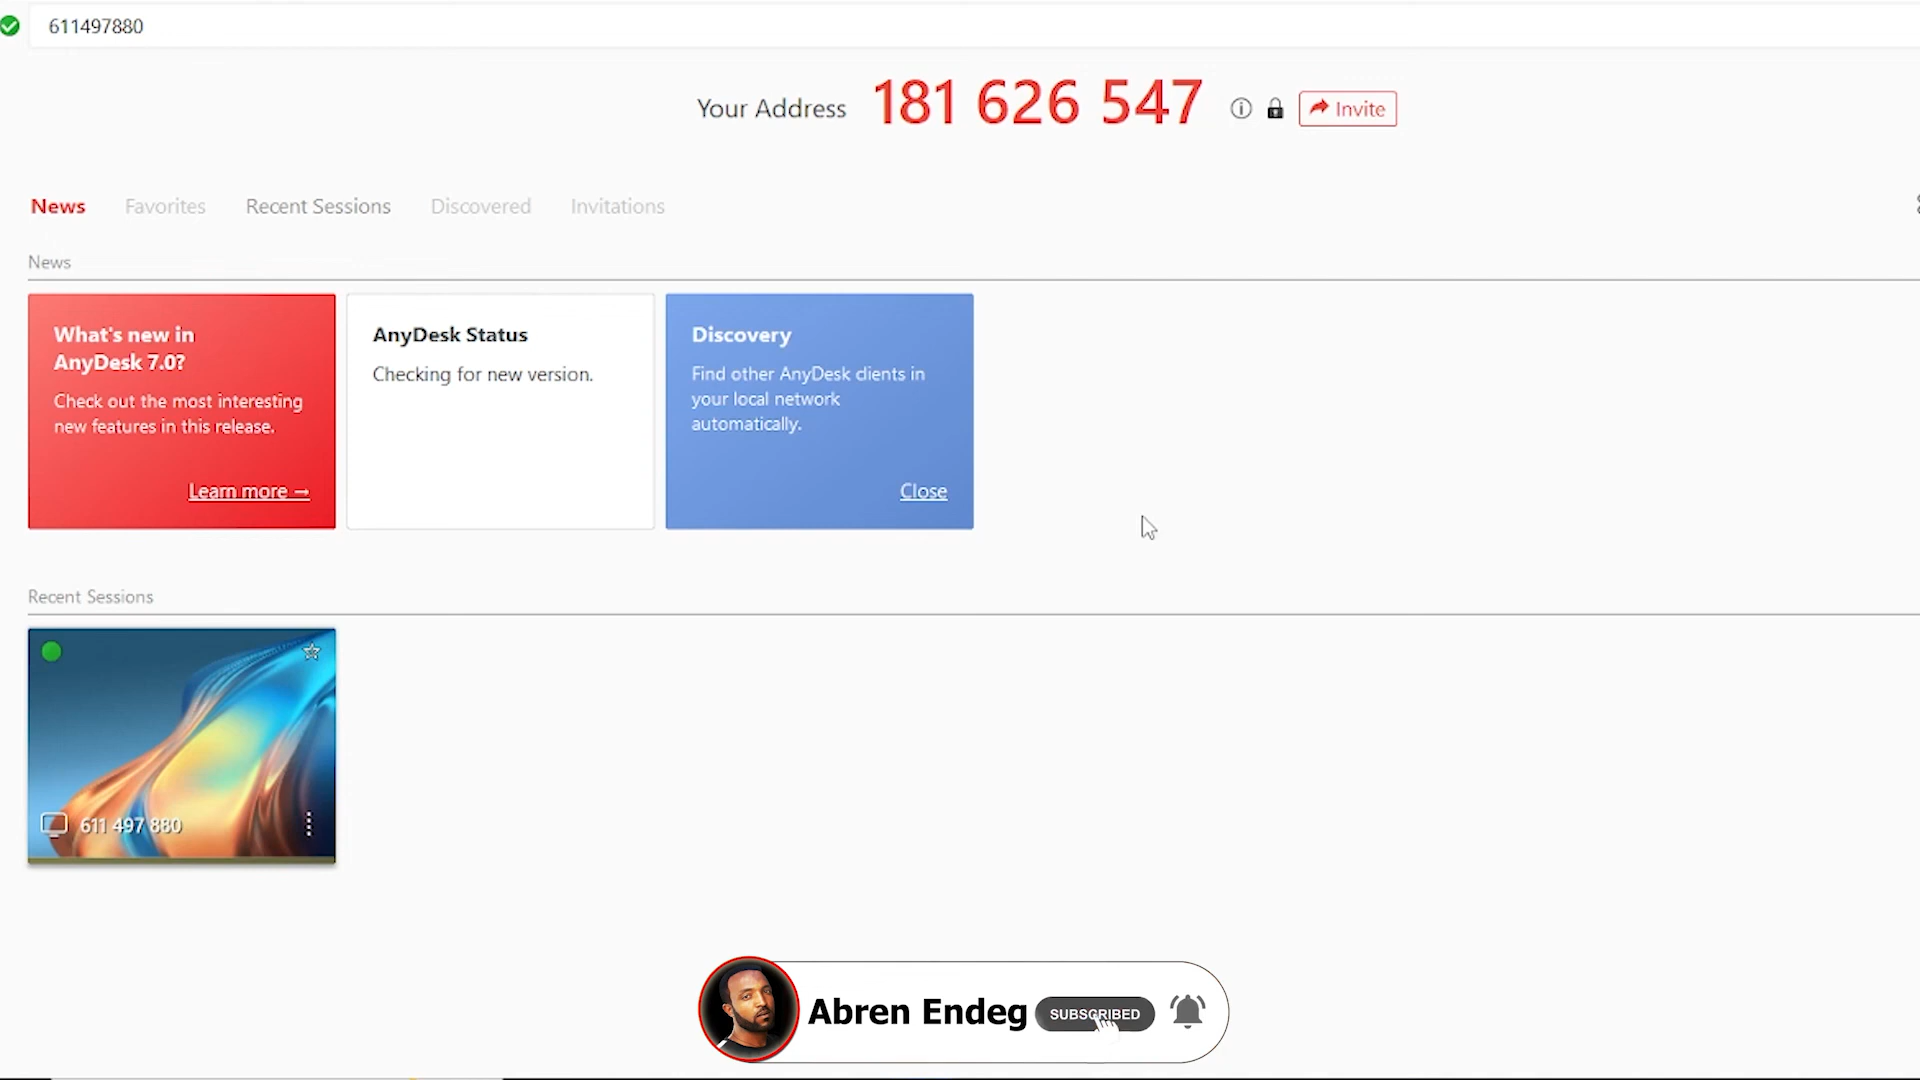 611497880
Your Address 181 626 547 Invite
News Favorites Recent Sessions Discovered Invitations
News
What's new in
AnyDesk 7.0?
Check out the most interesting
new features in this release.
Learn more →
AnyDesk Status
Checking for new version.
Discovery
Find other AnyDesk clients in
your local network
automatically.
Close
Recent Sessions
611 497 880
Abren Endeg SUBSCRIBED